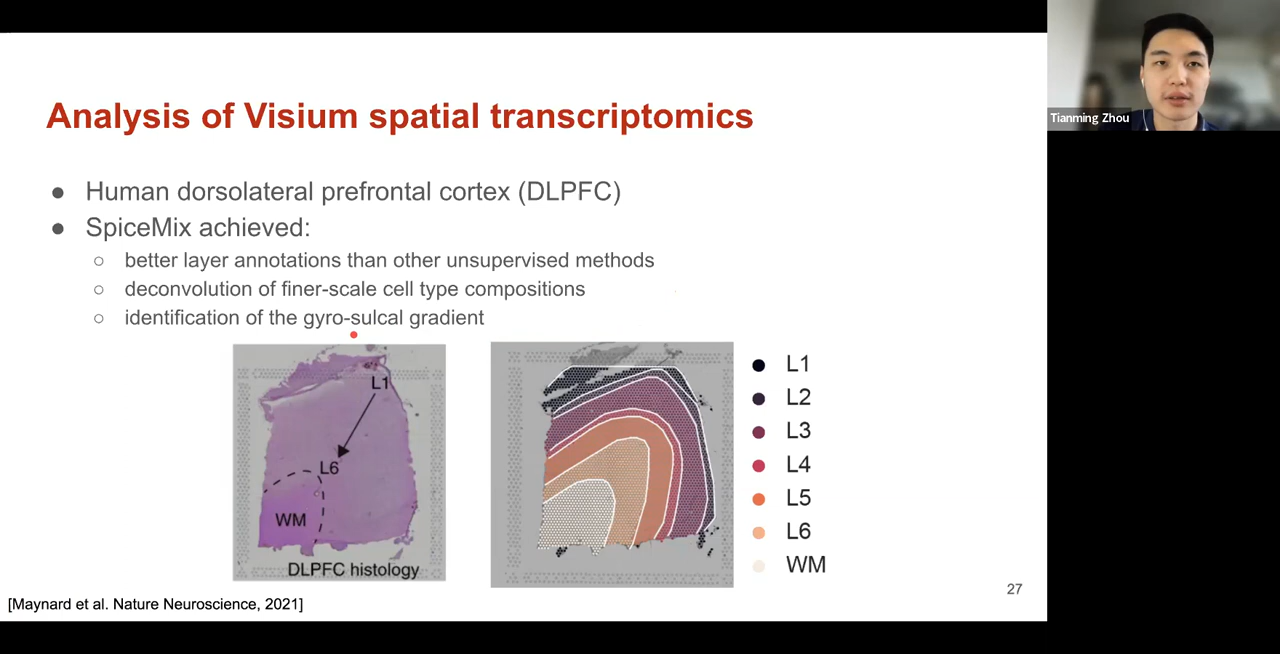 Analysis of Visium spatial transcriptomics
Tianming Zhou
● Human dorsolateral prefrontal cortex (DLPFC)
● SpiceMix achieved:
○ better layer annotations than other unsupervised methods
○ deconvolution of finer-scale cell type compositions
○ identification of the gyro-sulcal gradient
L1
L6
WM
DLPFC histology
L1
L2
L3
L4
L5
L6
WM
27
[Maynard et al. Nature Neuroscience, 2021]